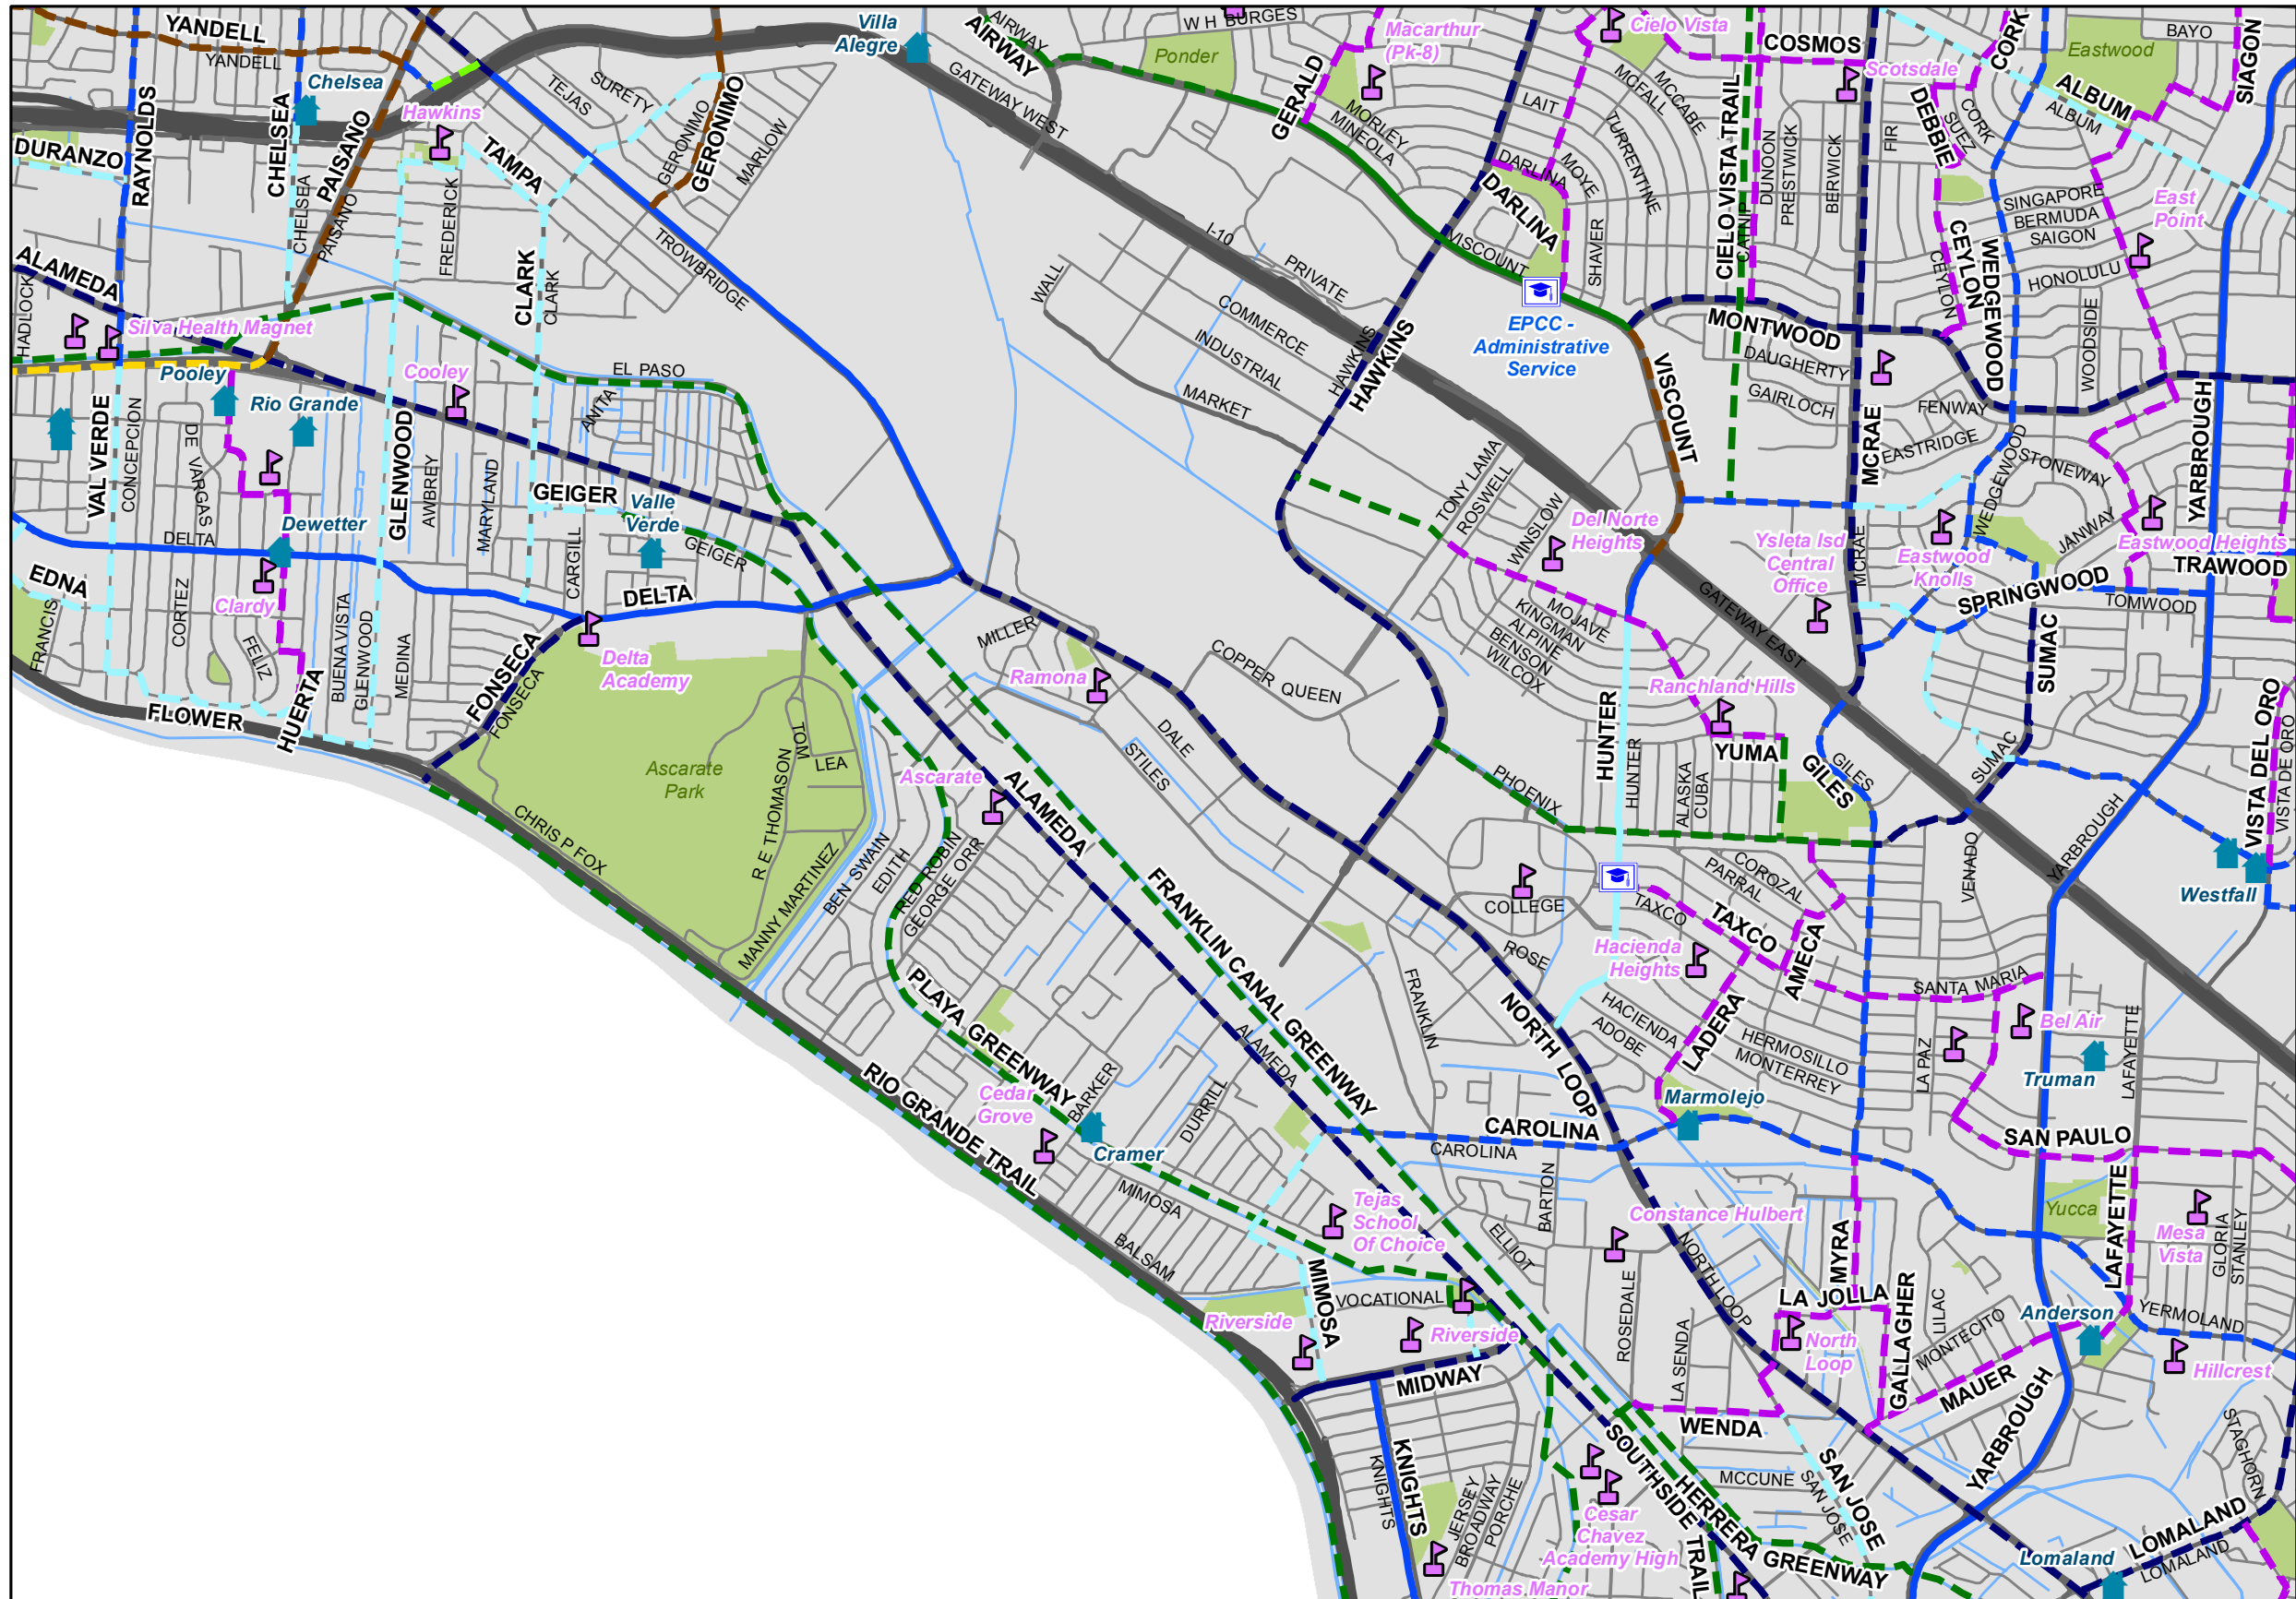 YANDELL
YANDELL
RAYNOLDS
CHELSEA
Chelsea
CHELSEA
PAISANO
PAISANO
Hawkins
DURANZO
TAMPA
TEJAS
SURETY
GERONIMO
GERONIMO
MARLOW
Villa
Alegre
AIRWAY
AIRWAY
GATEWAY WEST
W H BURGES
Ponder
GERALD
Macarthur
(Pk-8)
MORLEY
MINEOLA
Cielo Vista
LAIT
MCFALL
MCCABE
TURRENTINE
MOYE
DARLINA
DARLINA
SHAVER
COSMOS
CIELO VISTA TRAIL
CATNIP
DUNOON
PRESTWICK
BERWICK
Scotsdale
FIR
DEBBIE
CORK
CORK
SUEZ
Eastwood
ALBUM
ALBUM
BAYO
SIAGON
SINGAPORE
BERMUDA
SAIGON
HONOLULU
East
Point
CEYLON
CEYLON
WEDGEWOOD
WEDGEWOOD
WOODSIDE
YARBROUGH
ALAMEDA
HADLOCK
FREDERICK
CLARK
CLARK
TROWBRIDGE
I-10
PRIVATE
WALL
COMMERCE
INDUSTRIAL
MARKET
HAWKINS
HAWKINS
VISCOUNT
EPCC -
Administrative
Service
VISCOUNT
MONTWOOD
DAUGHERTY
GAIRLOCH
MCRAE
MCRAE
FENWAY
EASTRIDGE
STONEWAY
JANWAY
Eastwood Heights
TRAWOOD
TOMWOOD
SPRINGWOOD
Eastwood
Knolls
Ysleta Isd
Central
Office
SUMAC
SUMAC
Silva Health Magnet
Pooley
Rio Grande
Cooley
EL PASO
ANITA
VAL VERDE
CONCEPCION
DE VARGAS
GLENWOOD
GLENWOOD
AWBREY
MARYLAND
GEIGER
GEIGER
Valle
Verde
CARGILL
Dewetter
DELTA
DELTA
EDNA
FRANCIS
CORTEZ
Clardy
FELIZ
BUENA VISTA
MEDINA
HUERTA
FLOWER
FONSECA
FONSECA
Delta
Academy
Ascarate
Park
TOM
LEA
R E THOMASON
CHRIS P FOX
MANNY MARTINEZ
BEN SWAIN
EDITH
RED ROBIN
GEORGE ORR
Ascarate
MILLER
Ramona
DALE
STILES
COPPER QUEEN
TONY LAMA
ROSWELL
WINSLOW
Del Norte
Heights
MOJAVE
KINGMAN
ALPINE
BENSON
WILCOX
GATEWAY EAST
Ranchland Hills
HUNTER
HUNTER
YUMA
ALASKA
CUBA
GILES
GILES
PHOENIX
COLLEGE
COROZAL
PARRAL
TAXCO
TAXCO
AMECA
Hacienda
Heights
ROSE
FRANKLIN
HACIENDA
ADOBE
LADERA
HERMOSILLO
MONTERREY
SANTA MARIA
LA PAZ
VENADO
YARBROUGH
VISTA DEL ORO
VISTA DE ORO
Westfall
Bel Air
Truman
LAFAYETTE
ALAMEDA
FRANKLIN CANAL GREENWAY
ALAMEDA
PLAYA GREENWAY
BARKER
DURRILL
Cedar
Grove
Cramer
RIO GRANDE TRAIL
MIMOSA
BALSAM
MIMOSA
NORTH LOOP
NORTH LOOP
CAROLINA
CAROLINA
Marmolejo
SAN PAULO
LAFAYETTE
Yucca
Mesa
Vista
GLORIA
STANLEY
Tejas
School
Of Choice
ELLIOT
BARTON
Constance Hulbert
MYRA
LA JOLLA
North
Loop
GALLAGHER
LILAC
MONTECITO
MAUER
Anderson
YERMOLAND
Hillcrest
VOCATIONAL
Riverside
Riverside
MIDWAY
ROSEDALE
LA SENDA
WENDA
KNIGHTS
KNIGHTS
JERSEY
BROADWAY
PORCHE
Thomas Manor
Cesar
Chavez
Academy High
SOUTHSIDE TRAIL
HERRERA GREENWAY
MCCUNE
SAN JOSE
SAN JOSE
YARBROUGH
STAGHORN
LOMALAND
LOMALAND
Lomaland